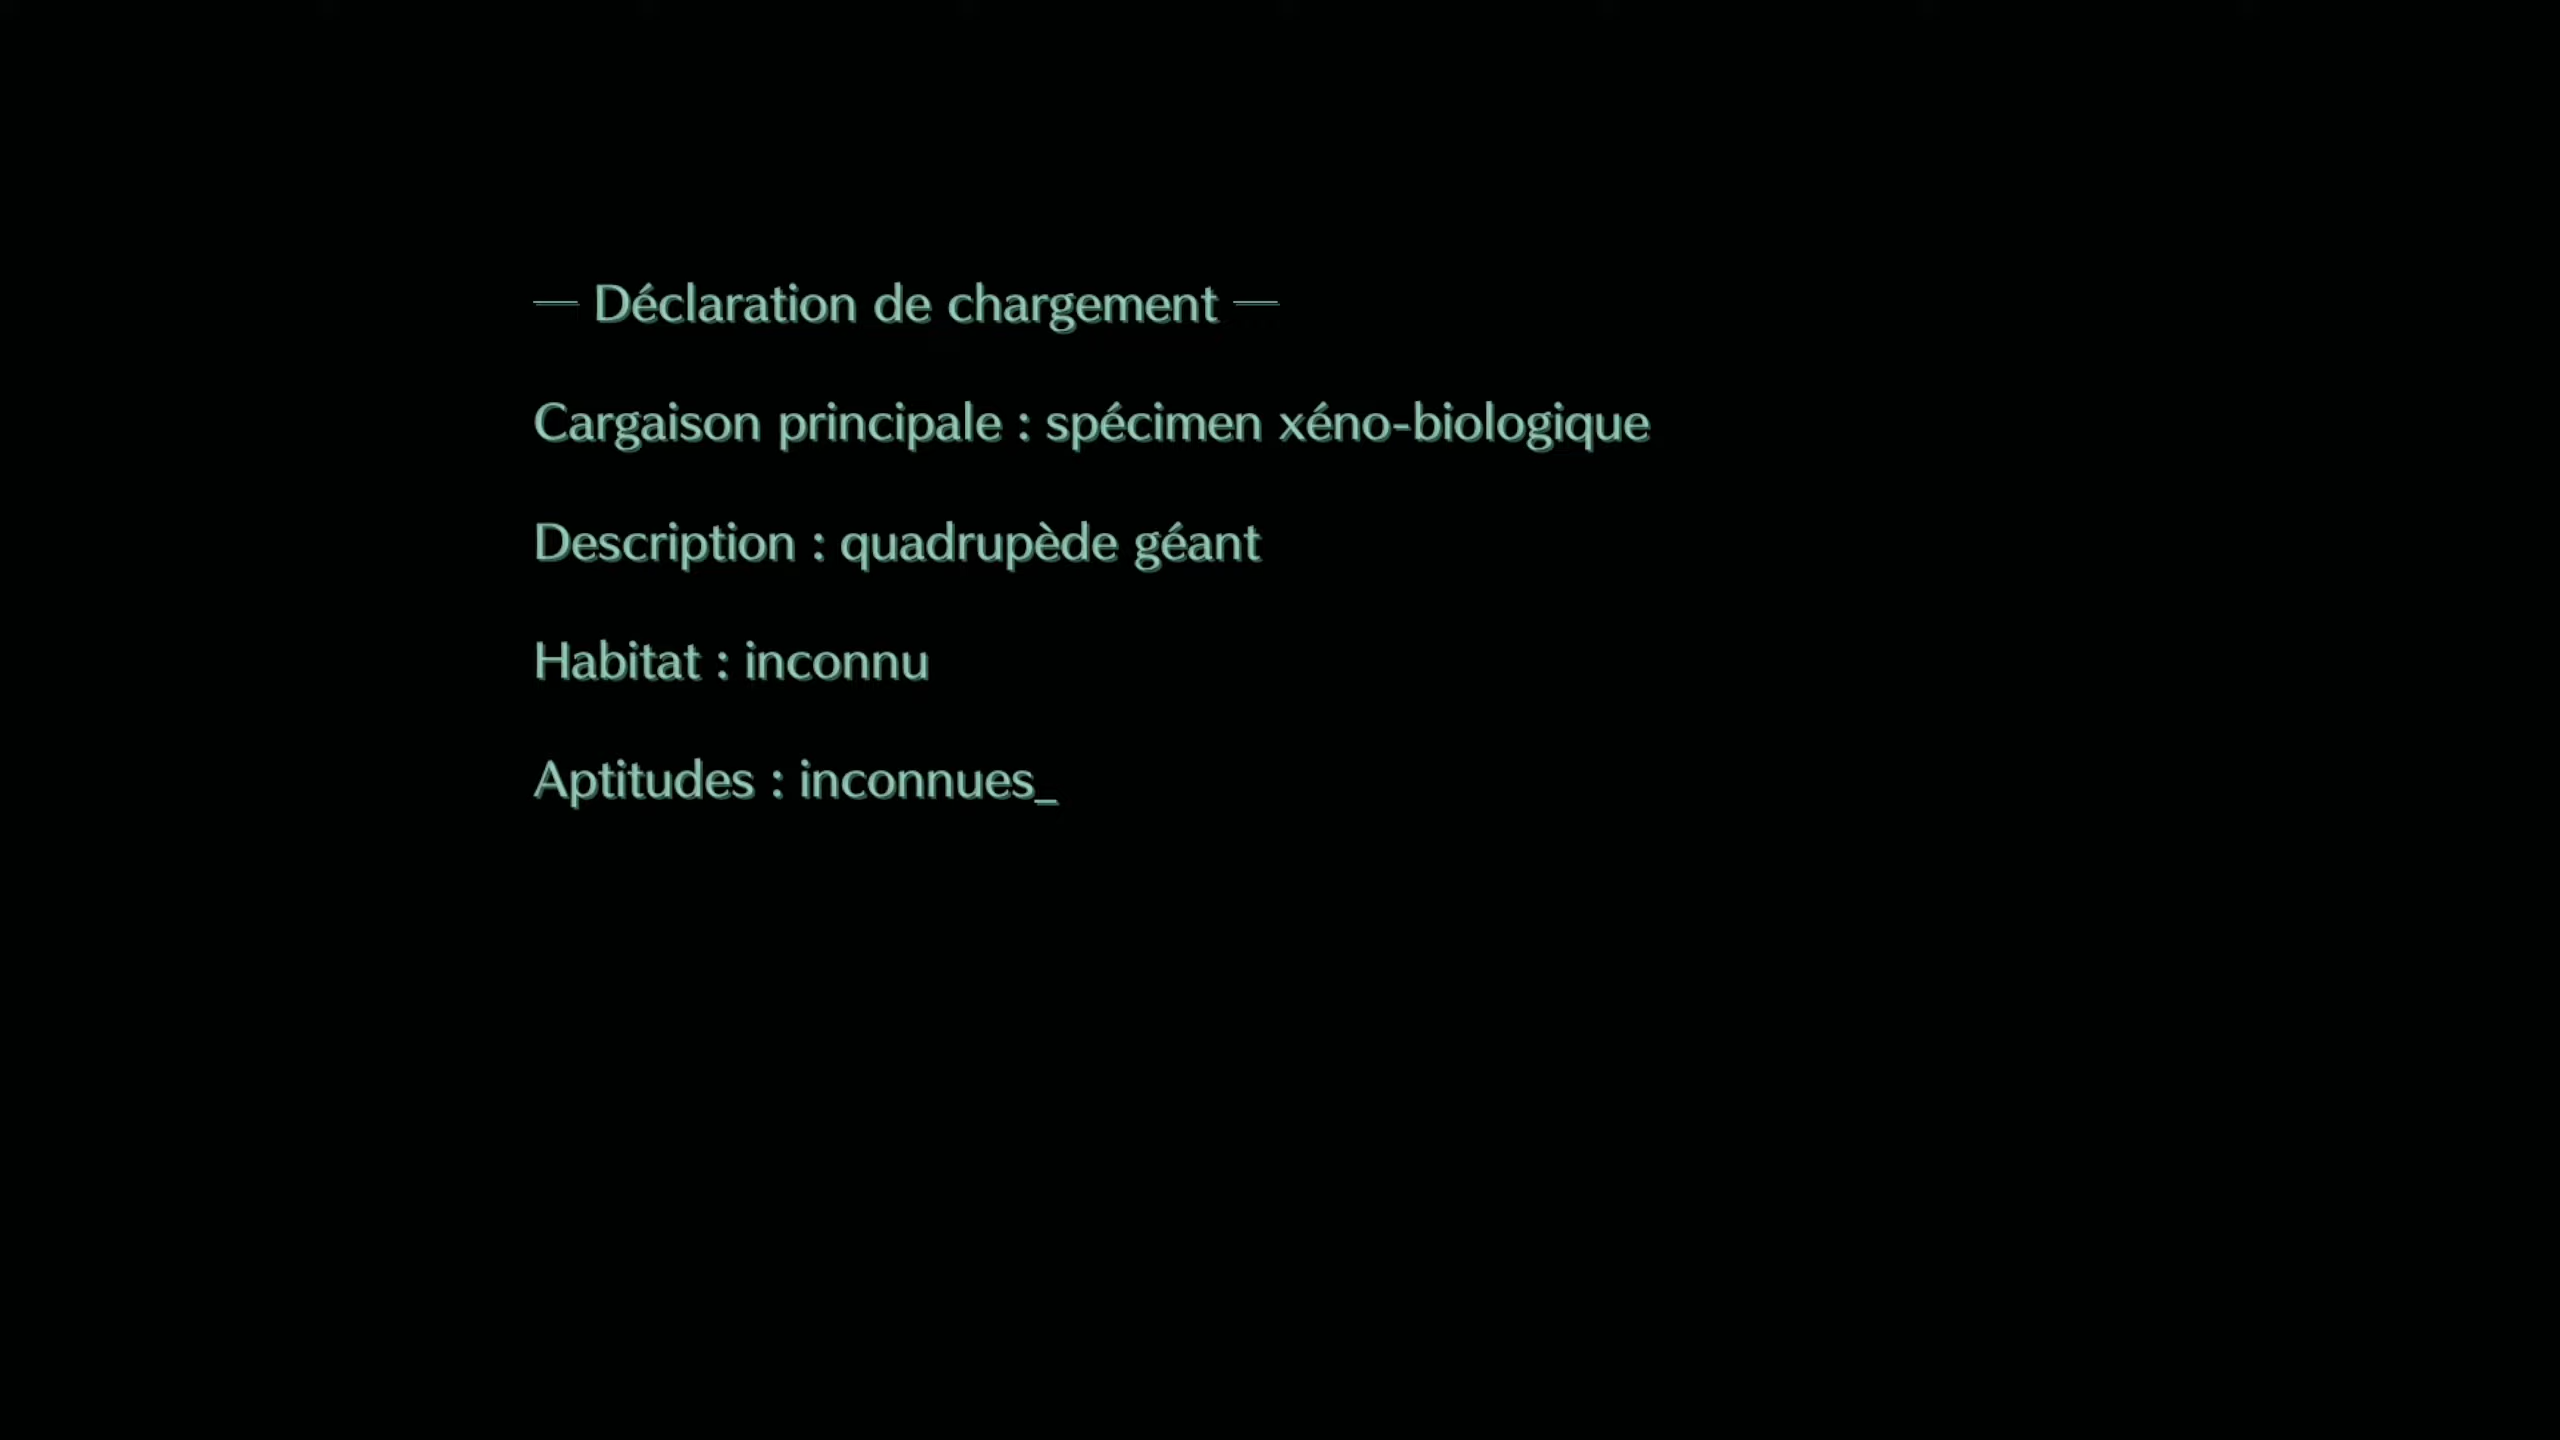 — Déclaration de chargement —
Cargaison principale : spécimen xéno-biologique
Description : quadrupède géant
Habitat : inconnu
Aptitudes : inconnues_